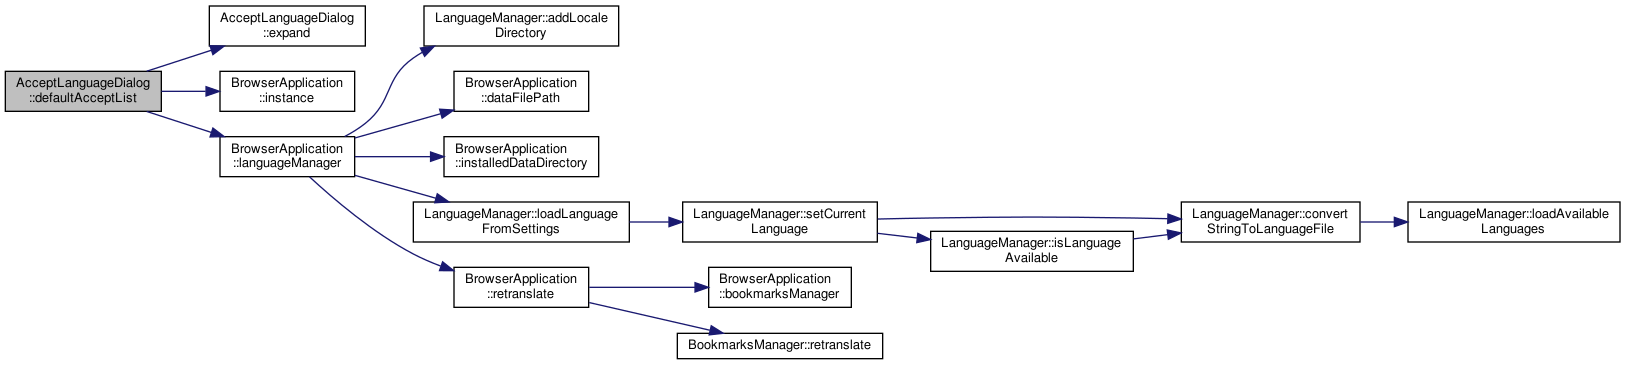 AcceptLanguageDialog
::defaultAcceptList
AcceptLanguageDialog
::expand
BrowserApplication
::instance
BrowserApplication
::languageManager
LanguageManager::addLocale
Directory
BrowserApplication
::dataFilePath
BrowserApplication
::installedDataDirectory
LanguageManager::loadLanguage
FromSettings
BrowserApplication
::retranslate
LanguageManager::setCurrent
Language
LanguageManager::isLanguage
Available
LanguageManager::convert
StringToLanguageFile
LanguageManager::loadAvailable
Languages
BrowserApplication
::bookmarksManager
BookmarksManager::retranslate